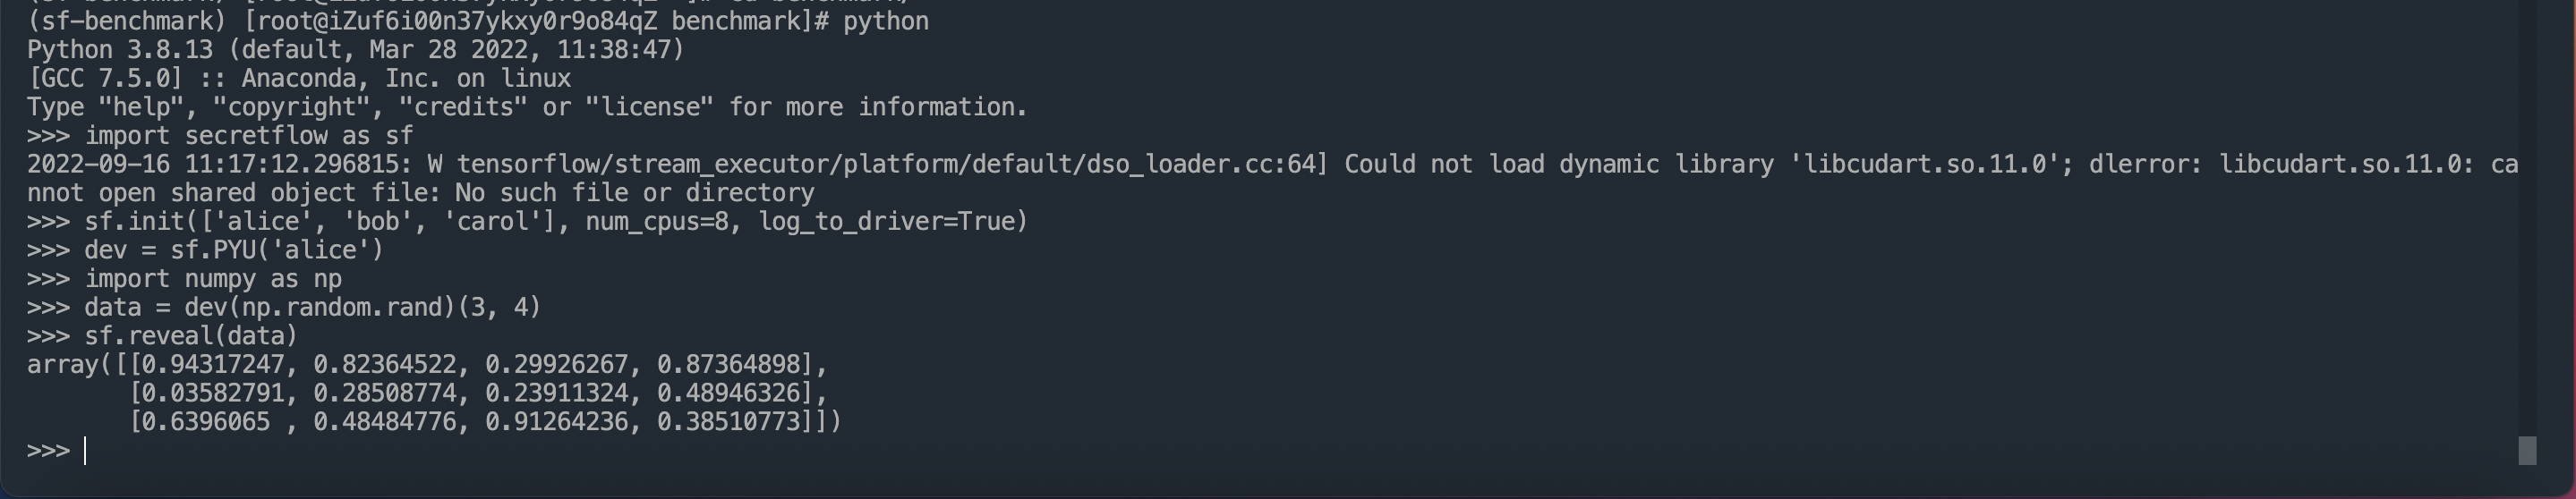 (sf-benchmark) [root@iZuf6i00n37ykxy0r9o84qZ benchmark]# python
Python 3.8.13 (default, Mar 28 2022, 11:38:47)
[GCC 7.5.0] :: Anaconda, Inc. on linux
Type "help", "copyright", "credits" or "license" for more information.
>>> import secretflow as sf
2022-09-16 11:17:12.296815: W tensorflow/stream_executor/platform/default/dso_loader.cc:64] Could not load dynamic library 'libcudart.so.11.0'; dlerror: libcudart.so.11.0: ca
nnot open shared object file: No such file or directory
>>> sf.init(['alice', 'bob', 'carol'], num_cpus=8, log_to_driver=True)
>>> dev = sf.PYU('alice')
>>> import numpy as np
>>> data = dev(np.random.rand)(3, 4)
>>> sf.reveal(data)
array([[0.94317247, 0.82364522, 0.29926267, 0.87364898],
       [0.03582791, 0.28508774, 0.23911324, 0.48946326],
       [0.6396065 , 0.48484776, 0.91264236, 0.38510773]])
>>>